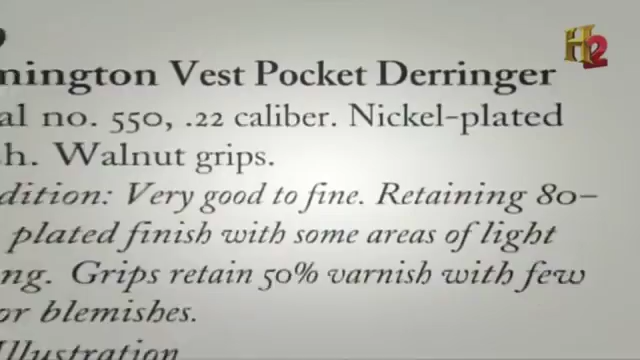 H2
nington Vest Pocket Derringer
al no. 550, .22 caliber. Nickel-plated
h. Walnut grips.
dition: Very good to fine. Retaining 80–
plated finish with some areas of light
ng. Grips retain 50% varnish with few
or blemishes.
Illustration